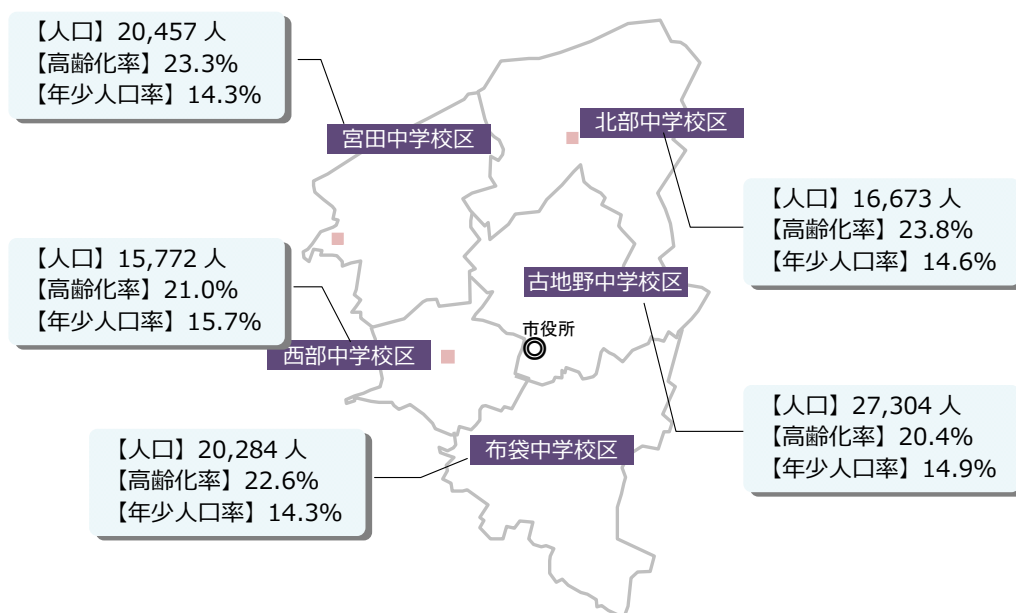 【人口】20,457 人
【高齢化率】23.3%
【年少人口率】14.3%
宮田中学校区
北部中学校区
【人口】16,673 人
【高齢化率】23.8%
【年少人口率】14.6%
【人口】15,772 人
【高齢化率】21.0%
【年少人口率】15.7%
西部中学校区
古地野中学校区
市役所
【人口】27,304 人
【高齢化率】20.4%
【年少人口率】14.9%
布袋中学校区
【人口】20,284 人
【高齢化率】22.6%
【年少人口率】14.3%